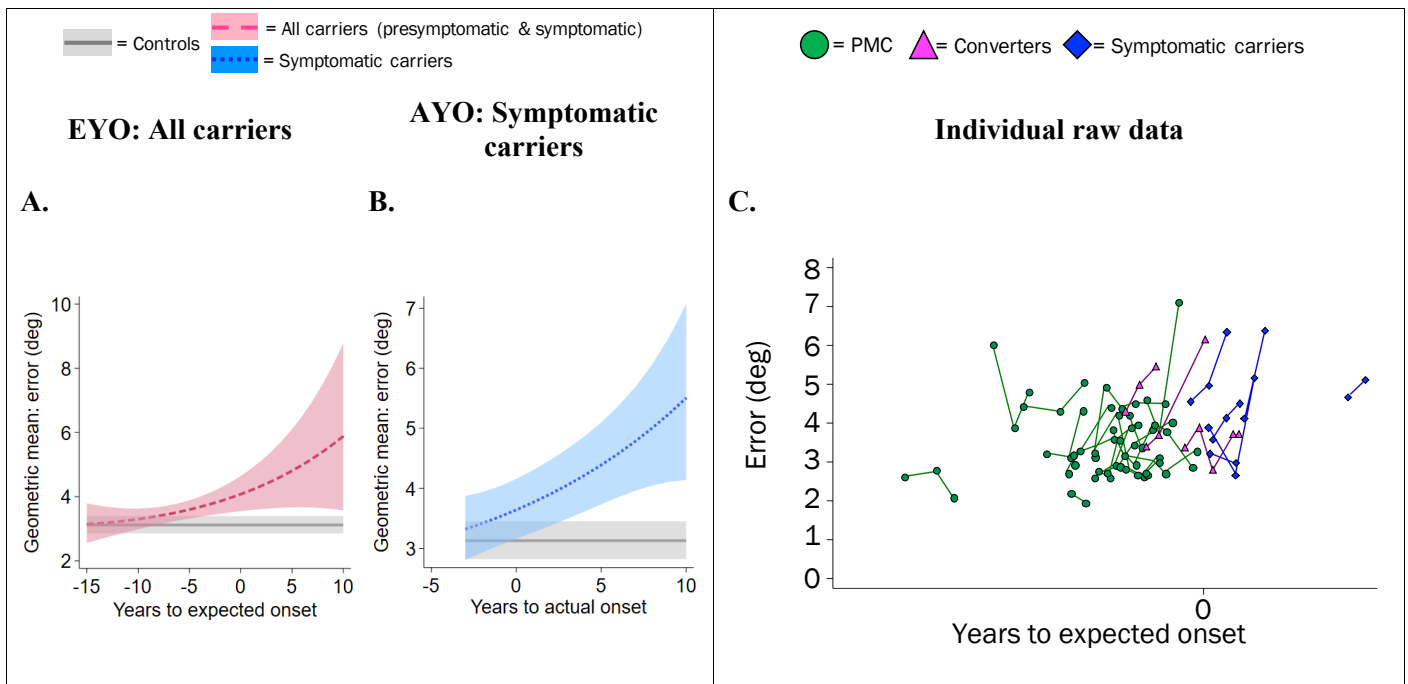 = Controls
= All carriers (presymptomatic & symptomatic)
= Symptomatic carriers
EYO: All carriers
AYO: Symptomatic
carriers
A.
B.
Geometric mean: error (deg)
10
8
6
4
2
-15 -10 -5 0 5 10
Years to expected onset
Geometric mean: error (deg)
7
6
5
4
3
-5 0 5 10
Years to actual onset
= PMC = Converters = Symptomatic carriers
Individual raw data
C.
Error (deg)
8
7
6
5
4
3
2
1
0
0
Years to expected onset